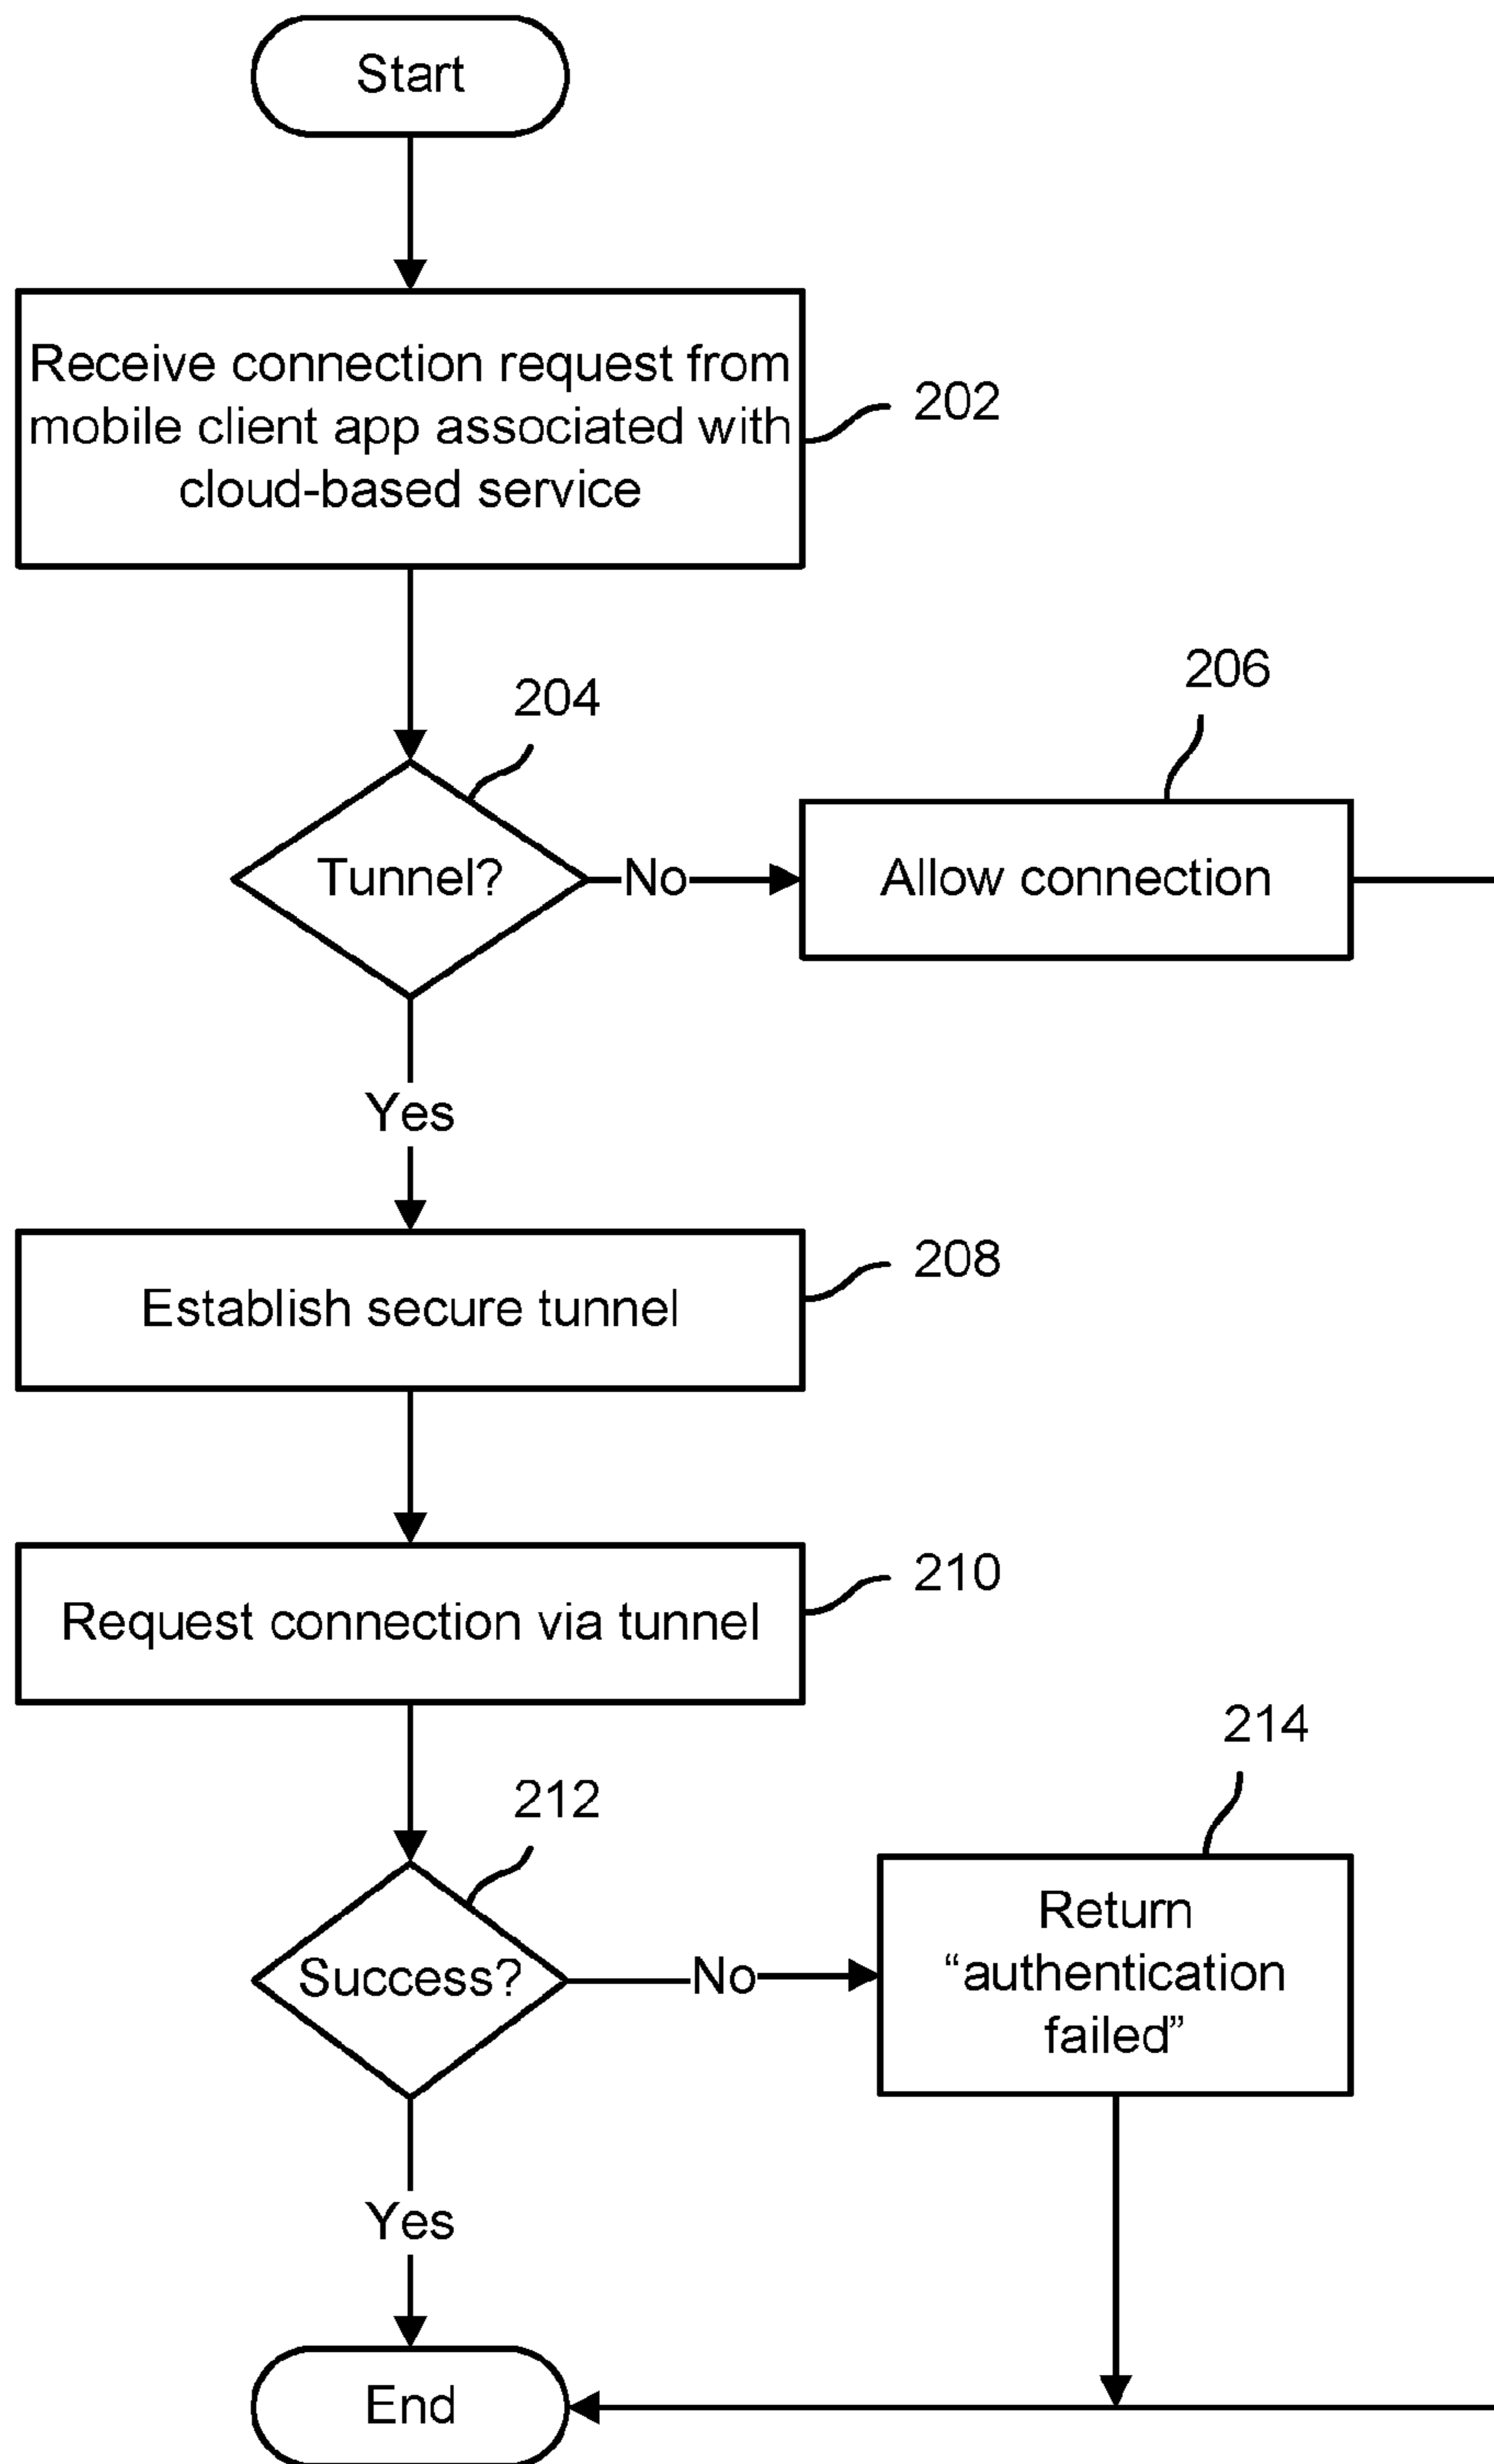 Start
Receive connection request from
mobile client app associated with
cloud-based service
202
204
206
Tunnel?
No
Allow connection
Yes
208
Establish secure tunnel
210
Request connection via tunnel
212
214
Success?
No
Return
“authentication
failed”
Yes
End